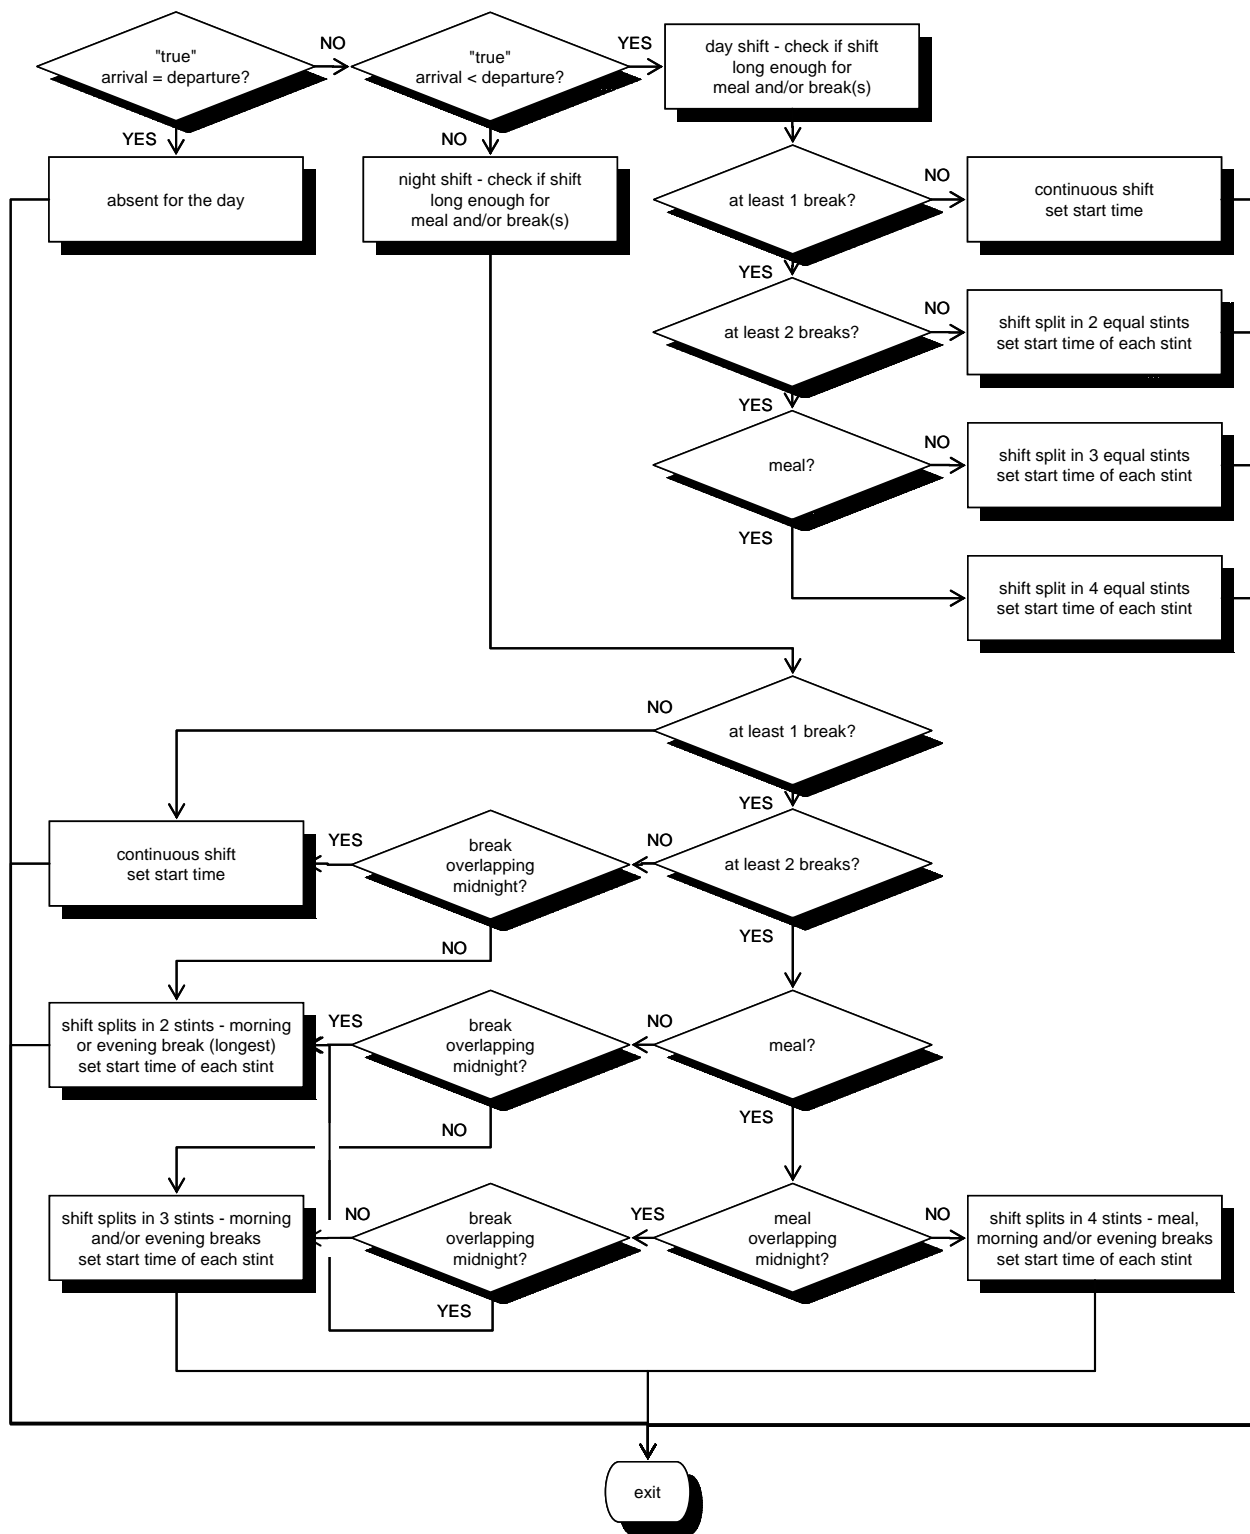 "true"
arrival = departure?
NO
"true"
arrival < departure?
YES
day shift - check if shift
long enough for
meal and/or break(s)
YES
NO
absent for the day
night shift - check if shift
long enough for
meal and/or break(s)
at least 1 break?
NO
continuous shift
set start time
YES
at least 2 breaks?
NO
shift split in 2 equal stints
set start time of each stint
YES
meal?
NO
shift split in 3 equal stints
set start time of each stint
YES
shift split in 4 equal stints
set start time of each stint
NO
at least 1 break?
YES
continuous shift
set start time
YES
break
overlapping
midnight?
NO
at least 2 breaks?
NO
YES
shift splits in 2 stints - morning
or evening break (longest)
set start time of each stint
YES
break
overlapping
midnight?
NO
meal?
NO
YES
shift splits in 3 stints - morning
and/or evening breaks
set start time of each stint
NO
break
overlapping
midnight?
YES
meal
overlapping
midnight?
NO
shift splits in 4 stints - meal,
morning and/or evening breaks
set start time of each stint
YES
exit